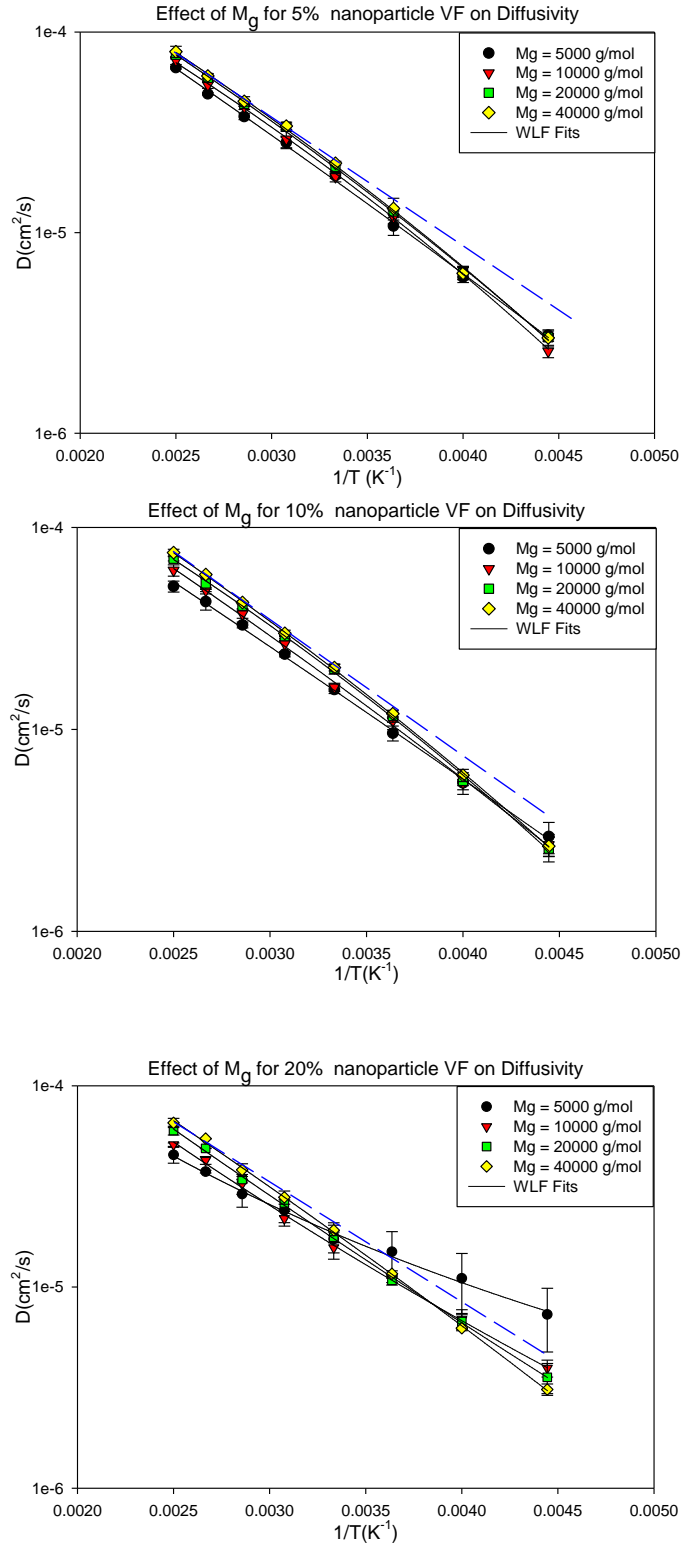 Effect of Mg for 5% nanoparticle VF on Diffusivity
1e-4
Mg = 5000 g/mol
Mg = 10000 g/mol
Mg = 20000 g/mol
Mg = 40000 g/mol
WLF Fits
D(cm²/s)
1e-5
1e-6
0.0020 0.0025 0.0030 0.0035 0.0040 0.0045 0.0050
1/T (K⁻¹)
Effect of Mg for 10% nanoparticle VF on Diffusivity
1e-4
Mg = 5000 g/mol
Mg = 10000 g/mol
Mg = 20000 g/mol
Mg = 40000 g/mol
WLF Fits
D(cm²/s)
1e-5
1e-6
0.0020 0.0025 0.0030 0.0035 0.0040 0.0045 0.0050
1/T(K⁻¹)
Effect of Mg for 20% nanoparticle VF on Diffusivity
1e-4
Mg = 5000 g/mol
Mg = 10000 g/mol
Mg = 20000 g/mol
Mg = 40000 g/mol
WLF Fits
D(cm²/s)
1e-5
1e-6
0.0020 0.0025 0.0030 0.0035 0.0040 0.0045 0.0050
1/T(K⁻¹)